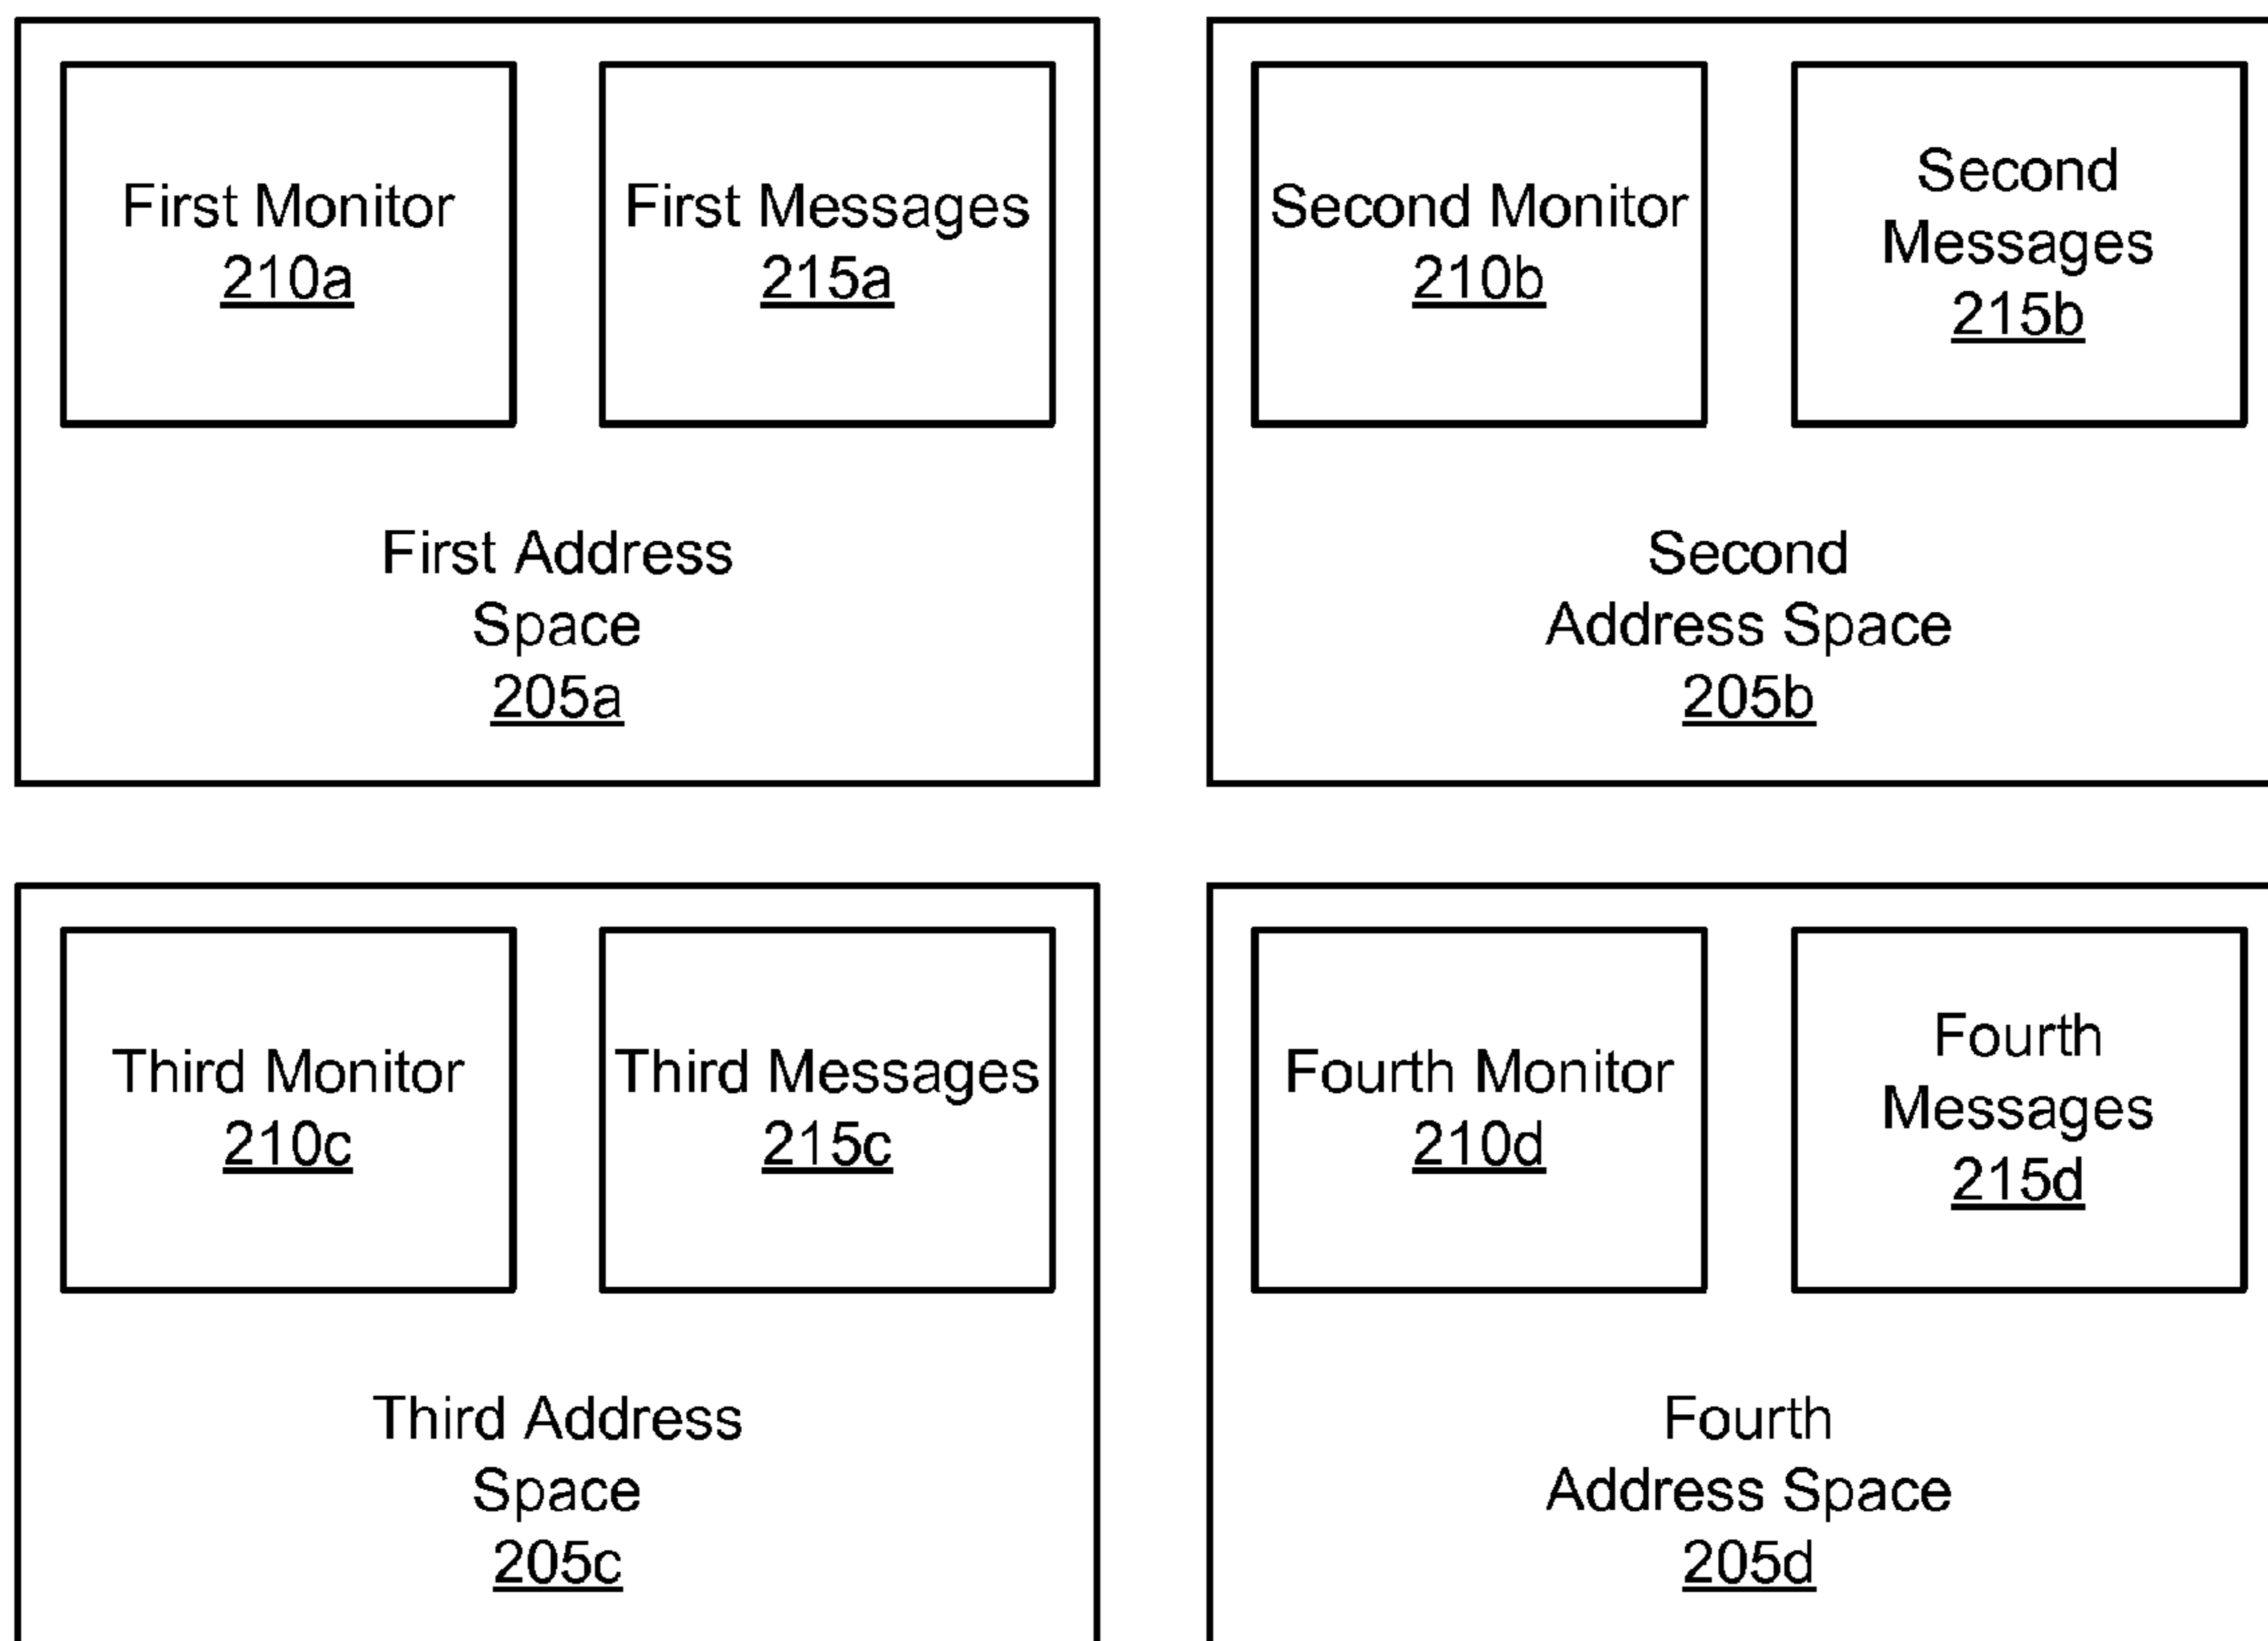 First Monitor
210a
First Messages
215a
First Address
Space
205a
Second Monitor
210b
Second
Messages
215b
Second
Address Space
205b
Third Monitor
210c
Third Messages
215c
Third Address
Space
205c
Fourth Monitor
210d
Fourth
Messages
215d
Fourth
Address Space
205d